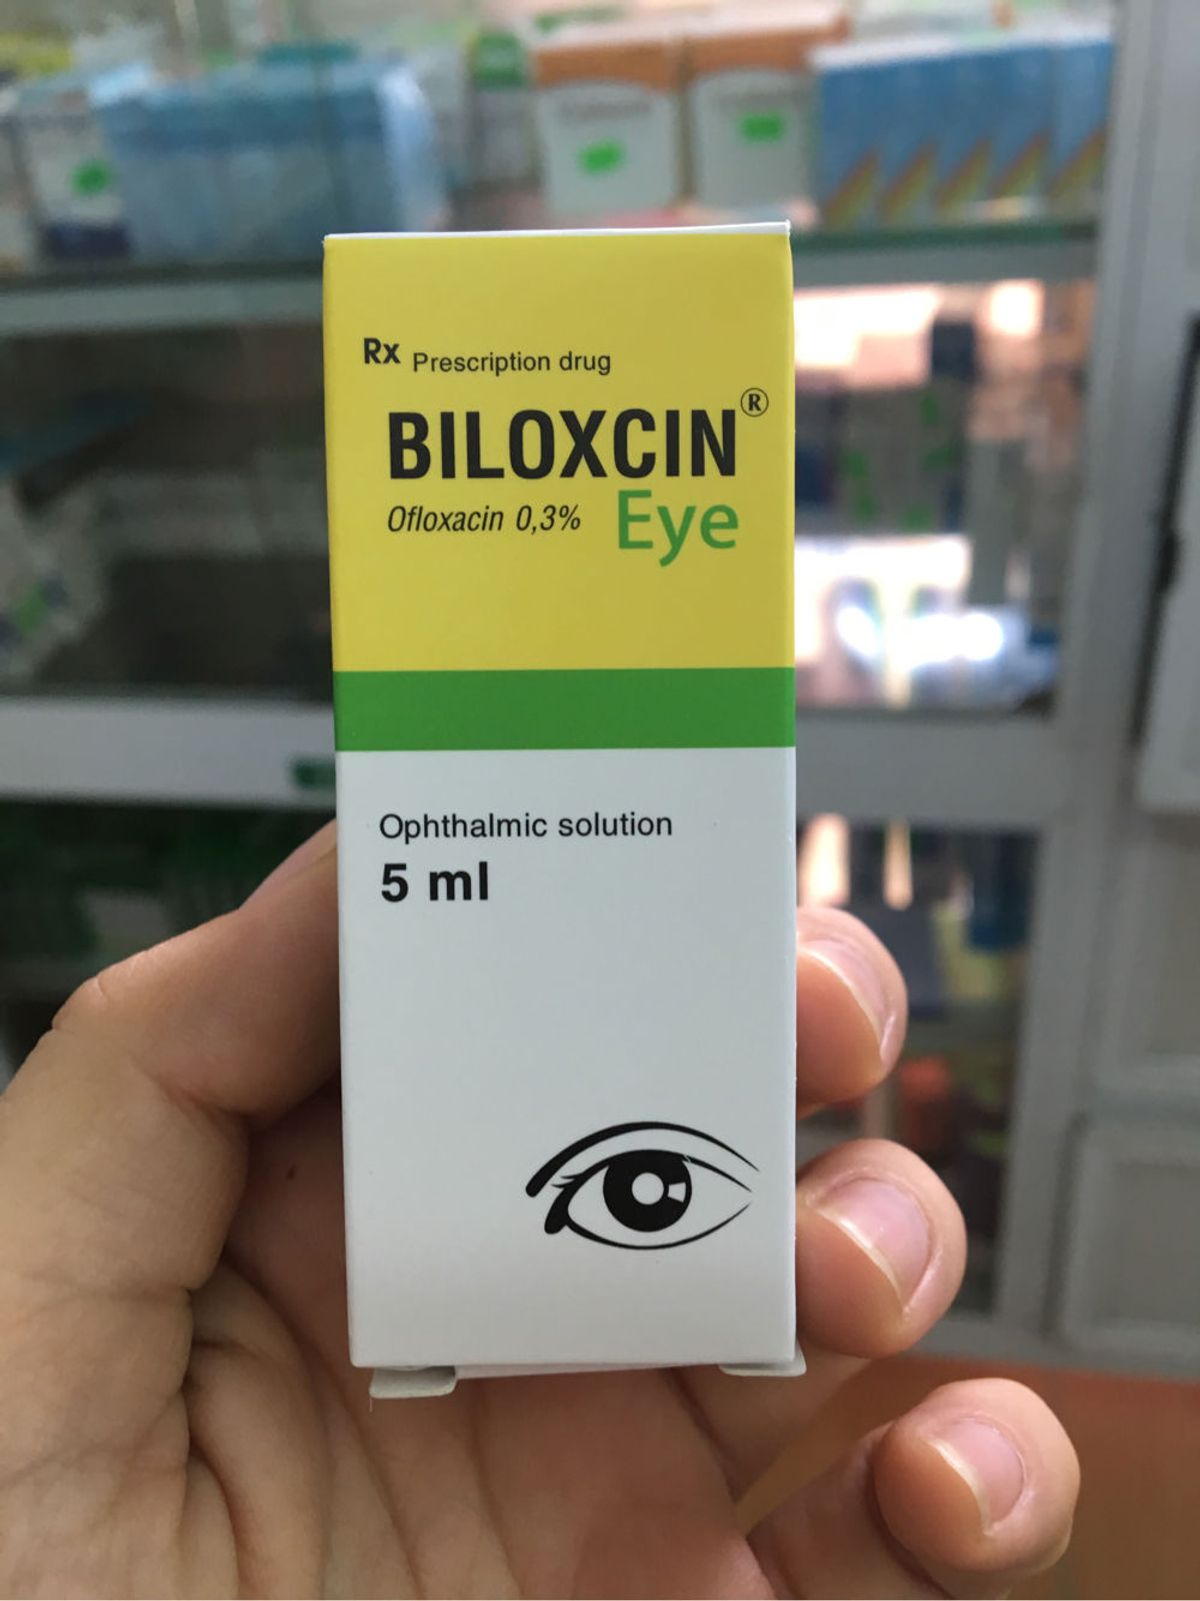 Rx Prescription drug
BILOXCIN®
Ofloxacin 0,3% Eye
Ophthalmic solution
5 ml